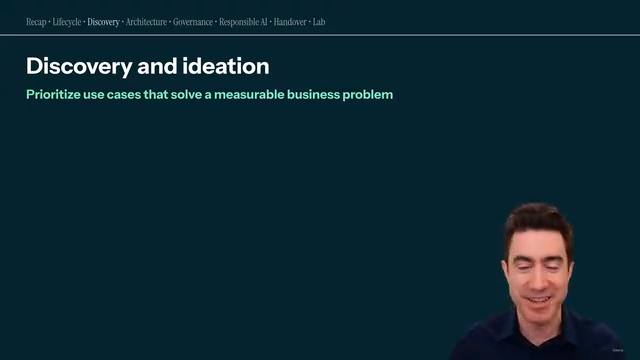 Recap • Lifecycle • Discovery • Architecture • Governance • Responsible AI • Handover • Lab
Discovery and ideation
Prioritize use cases that solve a measurable business problem